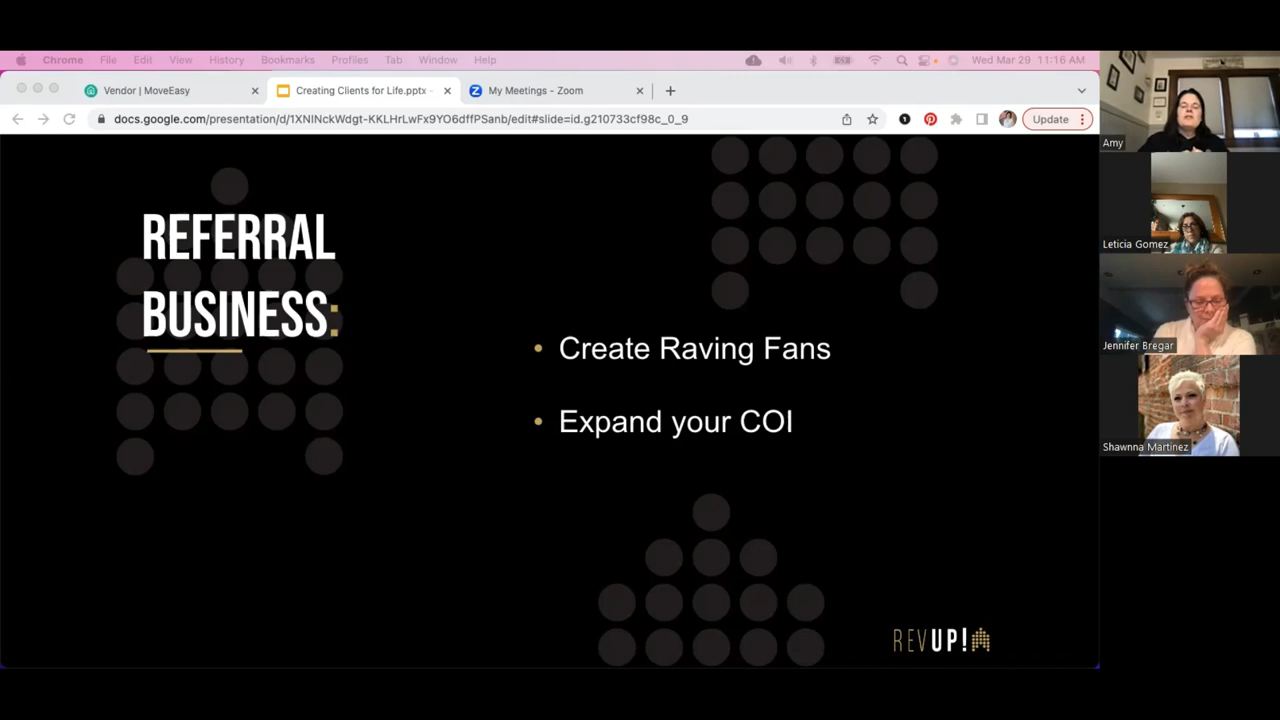 Chrome File Edit View History Bookmarks Profiles Tab Window Help Wed Mar 29 11:16 AM
Vendor | MoveEasy
Creating Clients for Life.pptx -
My Meetings - Zoom
docs.google.com/presentation/d/1XNINckWdgt-KKLHrLwFx9YO6dffPSanb/edit#slide=id.g210733cf98c_0_9
Update
REFERRAL
BUSINESS:
Create Raving Fans
Expand your COI
REVUP!
Amy
Leticia Gomez
Jennifer Bregar
Shawnna Martinez